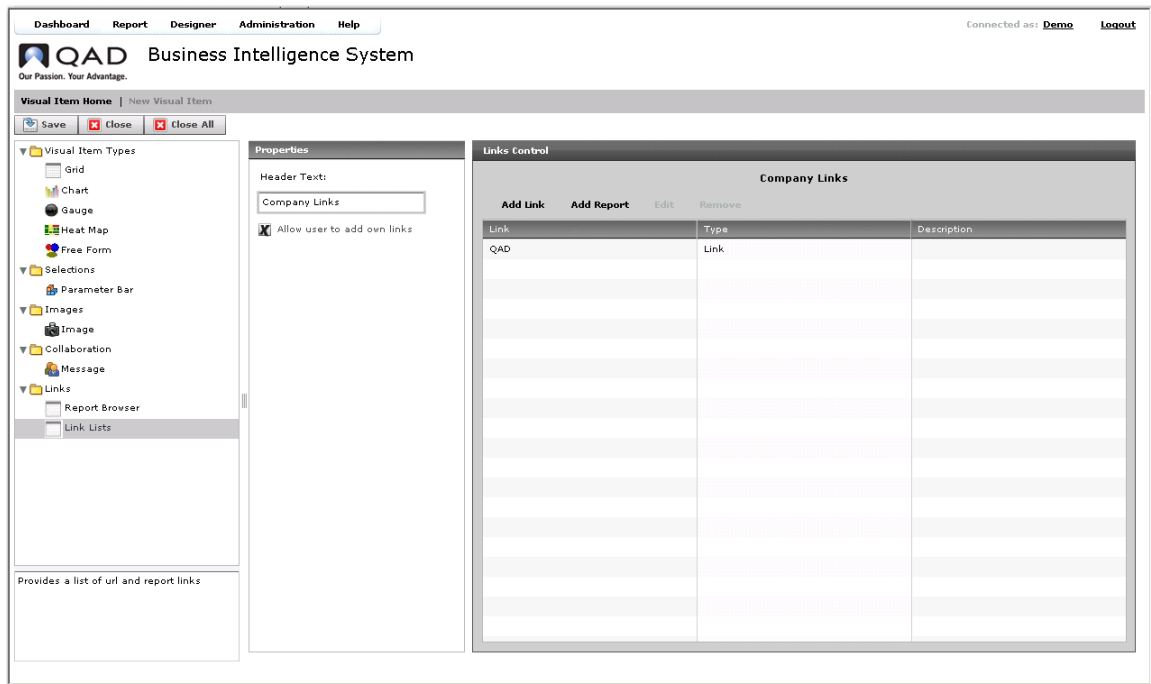 Dashboard Report Designer Administration Help Connected as: Demo Logout
QAD Business Intelligence System
Our Passion. Your Advantage.
Visual Item Home | New Visual Item
Save Close Close All
Visual Item Types
Grid
Chart
Gauge
Heat Map
Free Form
Selections
Parameter Bar
Images
Image
Collaboration
Message
Links
Report Browser
Link Lists
Provides a list of url and report links
Properties
Header Text:
Company Links
Allow user to add own links
Links Control
Company Links
Add Link Add Report Edit Remove
Link Type Description
QAD Link